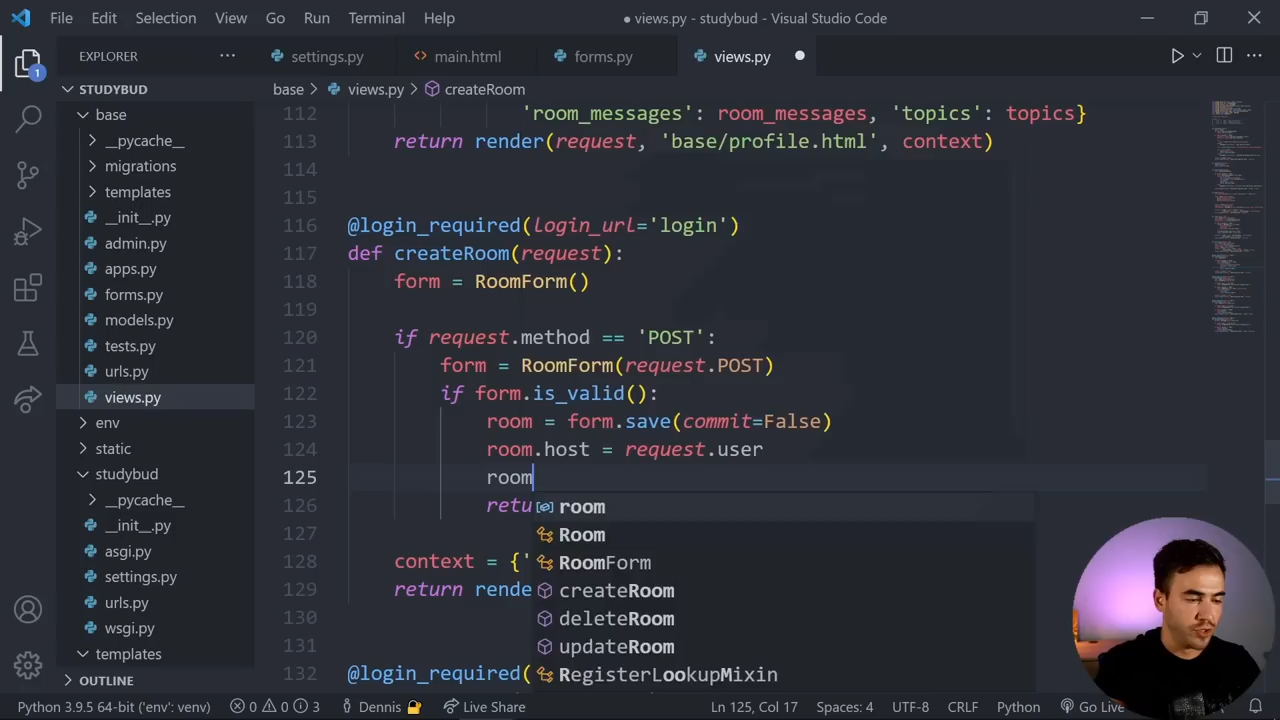 File Edit Selection View Go Run Terminal Help
● views.py - studybud - Visual Studio Code
EXPLORER
settings.py
main.html
forms.py
views.py
1
STUDYBUD
base > views.py > createRoom
base
__pycache__
migrations
templates
__init__.py
admin.py
apps.py
forms.py
models.py
tests.py
urls.py
views.py
env
static
studybud
__pycache__
__init__.py
asgi.py
settings.py
urls.py
wsgi.py
templates
OUTLINE
112 'room_messages': room_messages, 'topics': topics}
113 return render(request, 'base/profile.html', context)
114
115
116 @login_required(login_url='login')
117 def createRoom(request):
118 form = RoomForm()
119
120 if request.method == 'POST':
121 form = RoomForm(request.POST)
122 if form.is_valid():
123 room = form.save(commit=False)
124 room.host = request.user
125 room
126 retu
127
128 context = {'
129 return rende
130
131
132 @login_required(
room
Room
RoomForm
createRoom
deleteRoom
updateRoom
RegisterLookupMixin
Python 3.9.5 64-bit ('env': venv) 0 0 3 Dennis Live Share Ln 125, Col 17 Spaces: 4 UTF-8 CRLF Python Go Live